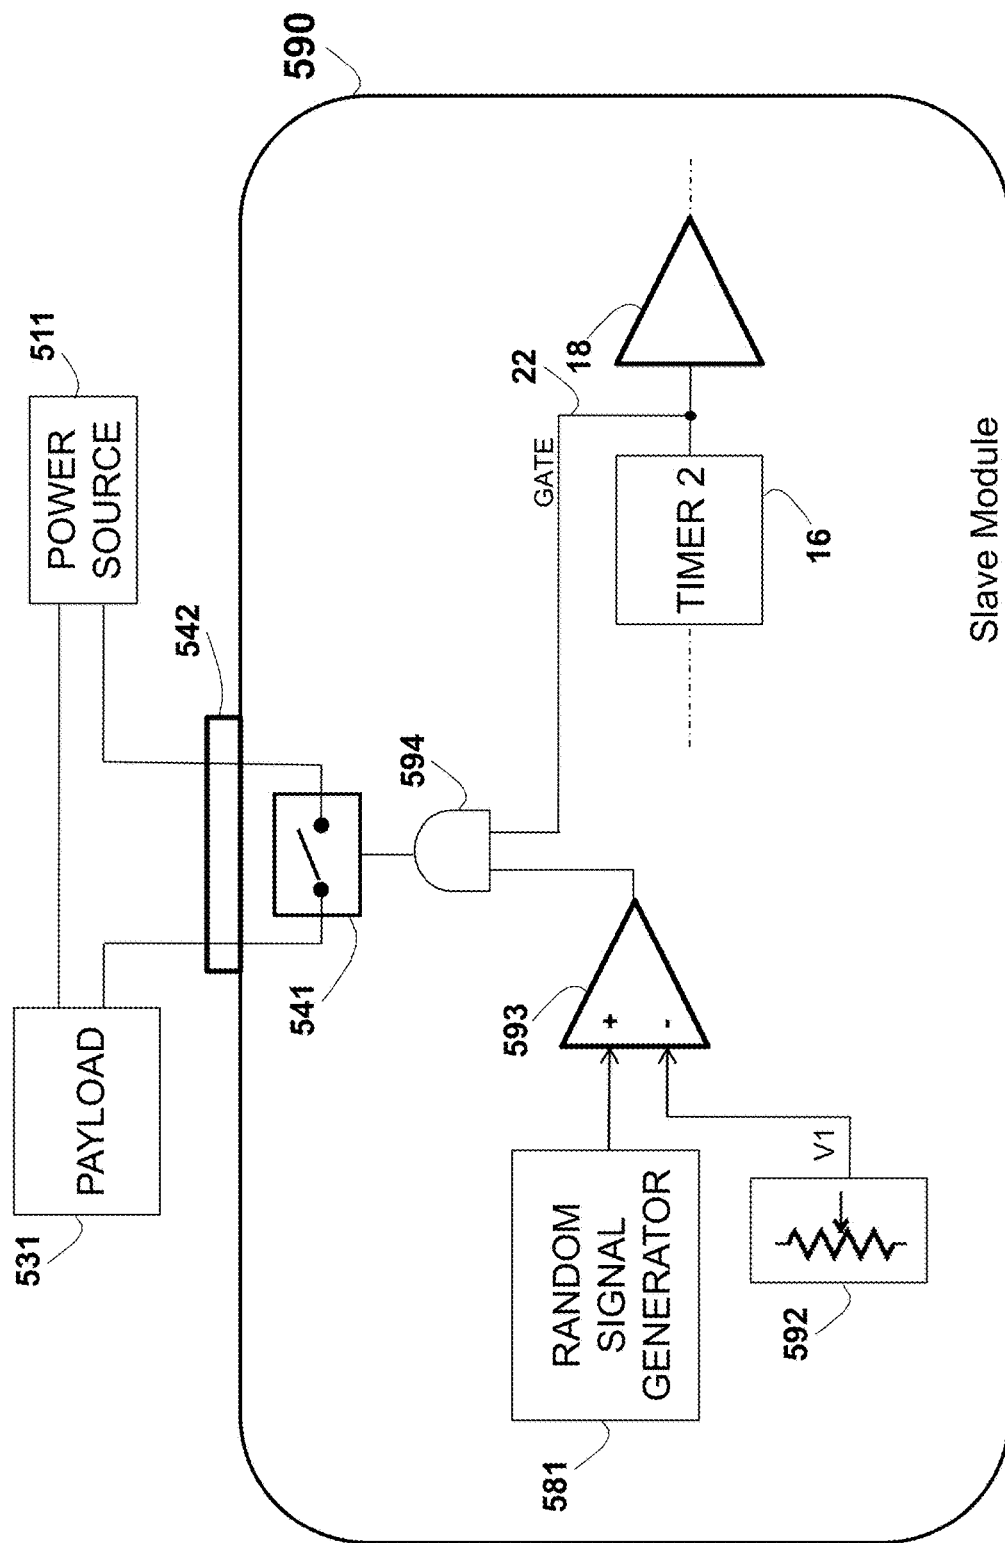 590
511
POWER
SOURCE
542
PAYLOAD
531
541
594
GATE
22
18
TIMER 2
16
593
+
-
RANDOM
SIGNAL
GENERATOR
581
V1
592
Slave Module